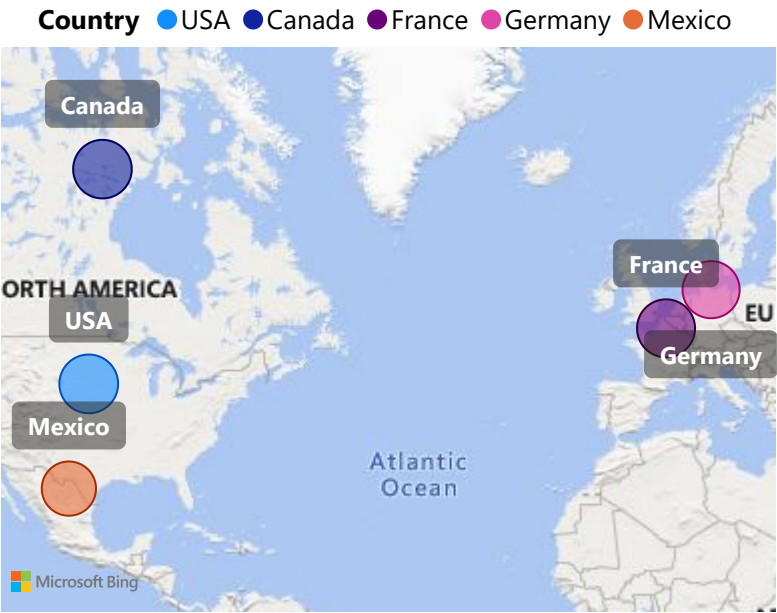 Country USA Canada France Germany Mexico
Canada
France
ORTH AMERICA
USA
EU
Germany
Mexico
Atlantic
Ocean
Microsoft Bing